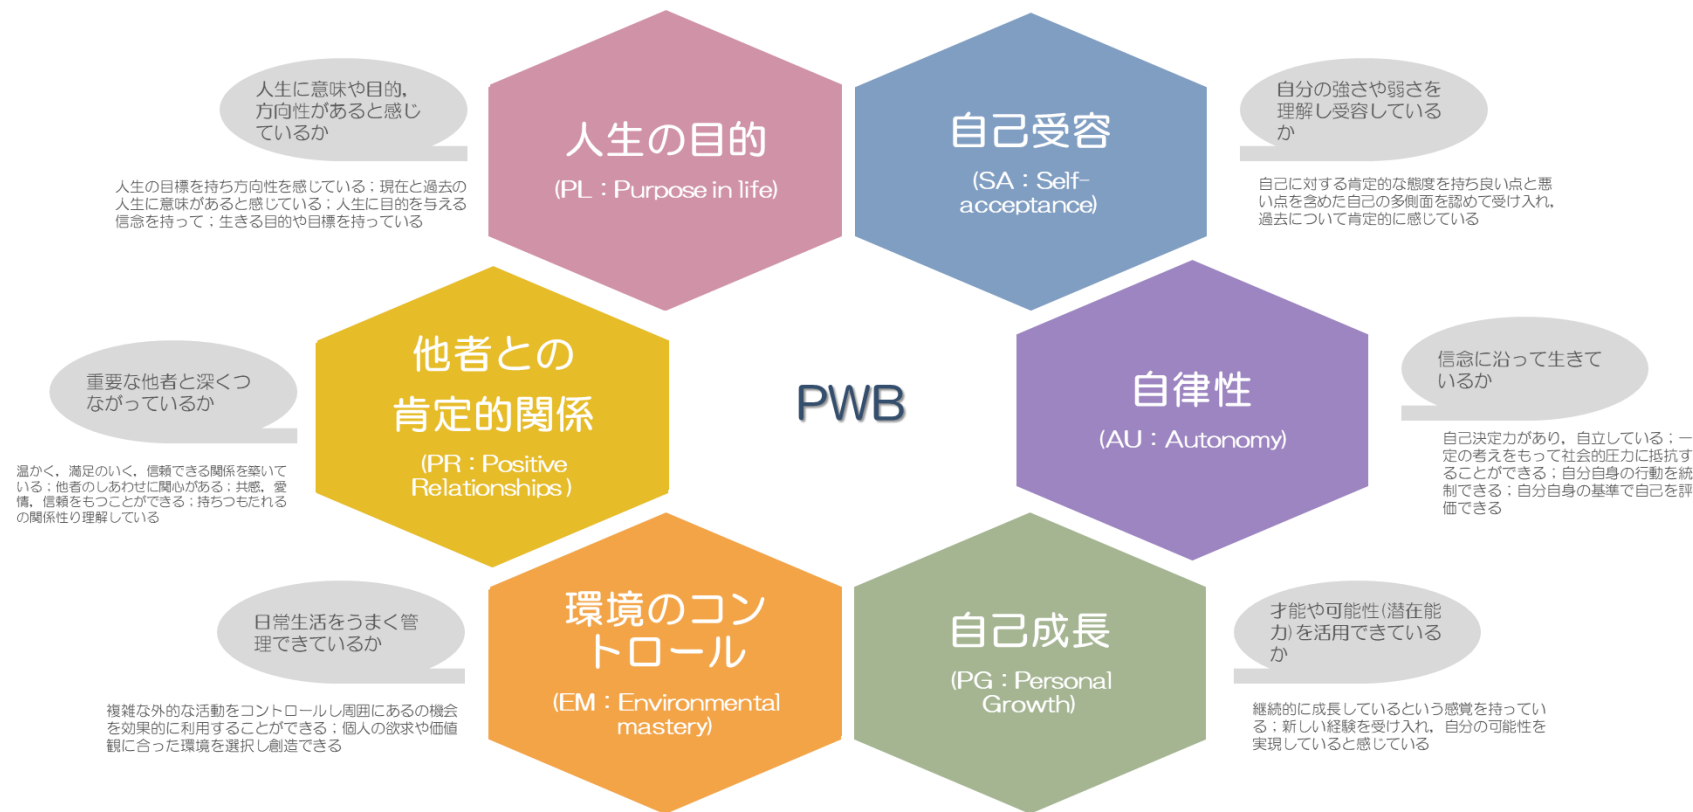 人生に意味や目的，
方向性があると感じ
ているか
人生の目標を持ち方向性を感じている；現在と過去の
人生に意味があると感じている；人生に目的を与える
信念を持って；生きる目的や目標を持っている
人生の目的
(PL：Purpose in life)
自己受容
(SA：Self-
acceptance)
自分の強さや弱さを
理解し受容している
か
自己に対する肯定的な態度を持ち良い点と悪
い点を含めた自己の多側面を認めて受け入れ，
過去について肯定的に感じている
重要な他者と深くつ
ながっているか
温かく，満足のいく，信頼できる関係を築いて
いる；他者のしあわせに関心がある；共感，愛
情，信頼をもつことができる；持ちつもたれる
の関係性り理解している
他者との
肯定的関係
(PR：Positive
Relationships)
PWB
自律性
(AU：Autonomy)
信念に沿って生きて
いるか
自己決定力があり，自立している；一
定の考えをもって社会的圧力に抵抗す
ることができる；自分自身の行動を統
制できる；自分自身の基準で自己を評
価できる
日常生活をうまく管
理できているか
複雑な外的な活動をコントロールし周囲にあるの機会
を効果的に利用することができる；個人の欲求や価値
観に合った環境を選択し創造できる
環境のコン
トロール
(EM：Environmental
mastery)
自己成長
(PG：Personal
Growth)
才能や可能性(潜在能
力)を活用できている
か
継続的に成長しているという感覚を持ってい
る；新しい経験を受け入れ，自分の可能性を
実現していると感じている